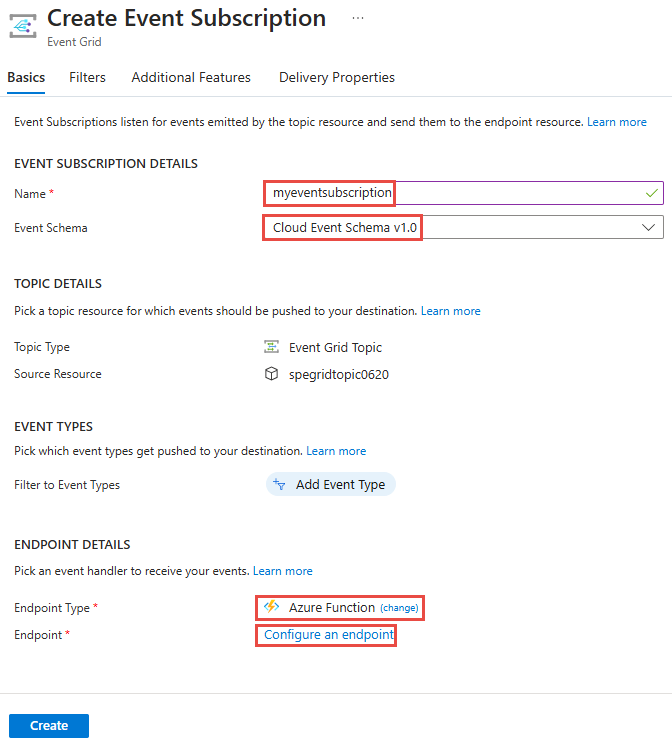 Create Event Subscription ...
Event Grid
Basics Filters Additional Features Delivery Properties
Event Subscriptions listen for events emitted by the topic resource and send them to the endpoint resource. Learn more
EVENT SUBSCRIPTION DETAILS
Name * myeventsubscription
Event Schema Cloud Event Schema v1.0
TOPIC DETAILS
Pick a topic resource for which events should be pushed to your destination. Learn more
Topic Type Event Grid Topic
Source Resource spegridtopic0620
EVENT TYPES
Pick which event types get pushed to your destination. Learn more
Filter to Event Types Add Event Type
ENDPOINT DETAILS
Pick an event handler to receive your events. Learn more
Endpoint Type * Azure Function (change)
Endpoint * Configure an endpoint
Create